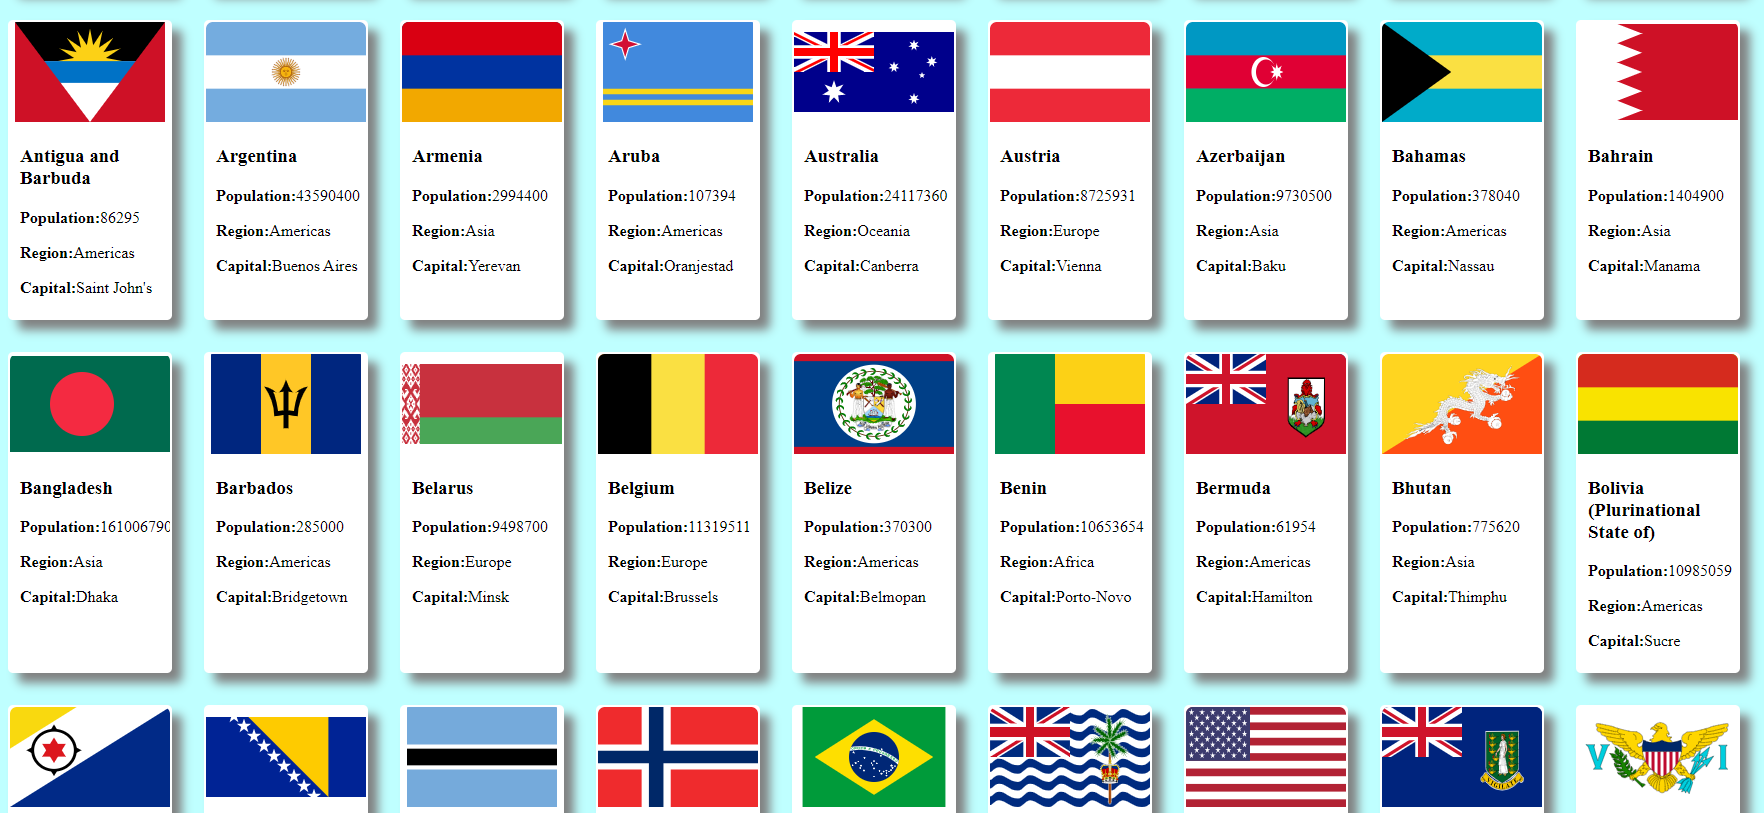 Antigua and
Barbuda
Population:86295
Region:Americas
Capital:Saint John's
Argentina
Population:43590400
Region:Americas
Capital:Buenos Aires
Armenia
Population:2994400
Region:Asia
Capital:Yerevan
Aruba
Population:107394
Region:Americas
Capital:Oranjestad
Australia
Population:24117360
Region:Oceania
Capital:Canberra
Austria
Population:8725931
Region:Europe
Capital:Vienna
Azerbaijan
Population:9730500
Region:Asia
Capital:Baku
Bahamas
Population:378040
Region:Americas
Capital:Nassau
Bahrain
Population:1404900
Region:Asia
Capital:Manama
Bangladesh
Population:161006790
Region:Asia
Capital:Dhaka
Barbados
Population:285000
Region:Americas
Capital:Bridgetown
Belarus
Population:9498700
Region:Europe
Capital:Minsk
Belgium
Population:11319511
Region:Europe
Capital:Brussels
Belize
Population:370300
Region:Americas
Capital:Belmopan
Benin
Population:10653654
Region:Africa
Capital:Porto-Novo
Bermuda
Population:61954
Region:Americas
Capital:Hamilton
Bhutan
Population:775620
Region:Asia
Capital:Thimphu
Bolivia
(Plurinational
State of)
Population:10985059
Region:Americas
Capital:Sucre
VIGILATE
V I